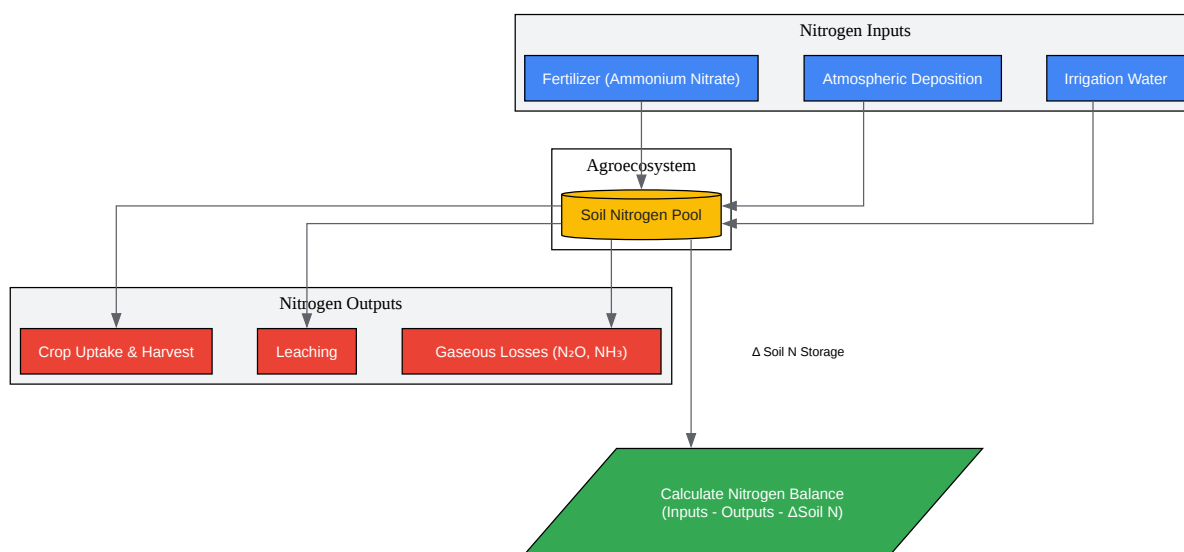 Nitrogen Inputs
Fertilizer (Ammonium Nitrate)
Atmospheric Deposition
Irrigation Water
Agroecosystem
Soil Nitrogen Pool
Nitrogen Outputs
Crop Uptake & Harvest
Leaching
Gaseous Losses (N₂O, NH₃)
Δ Soil N Storage
Calculate Nitrogen Balance
(Inputs - Outputs - ΔSoil N)